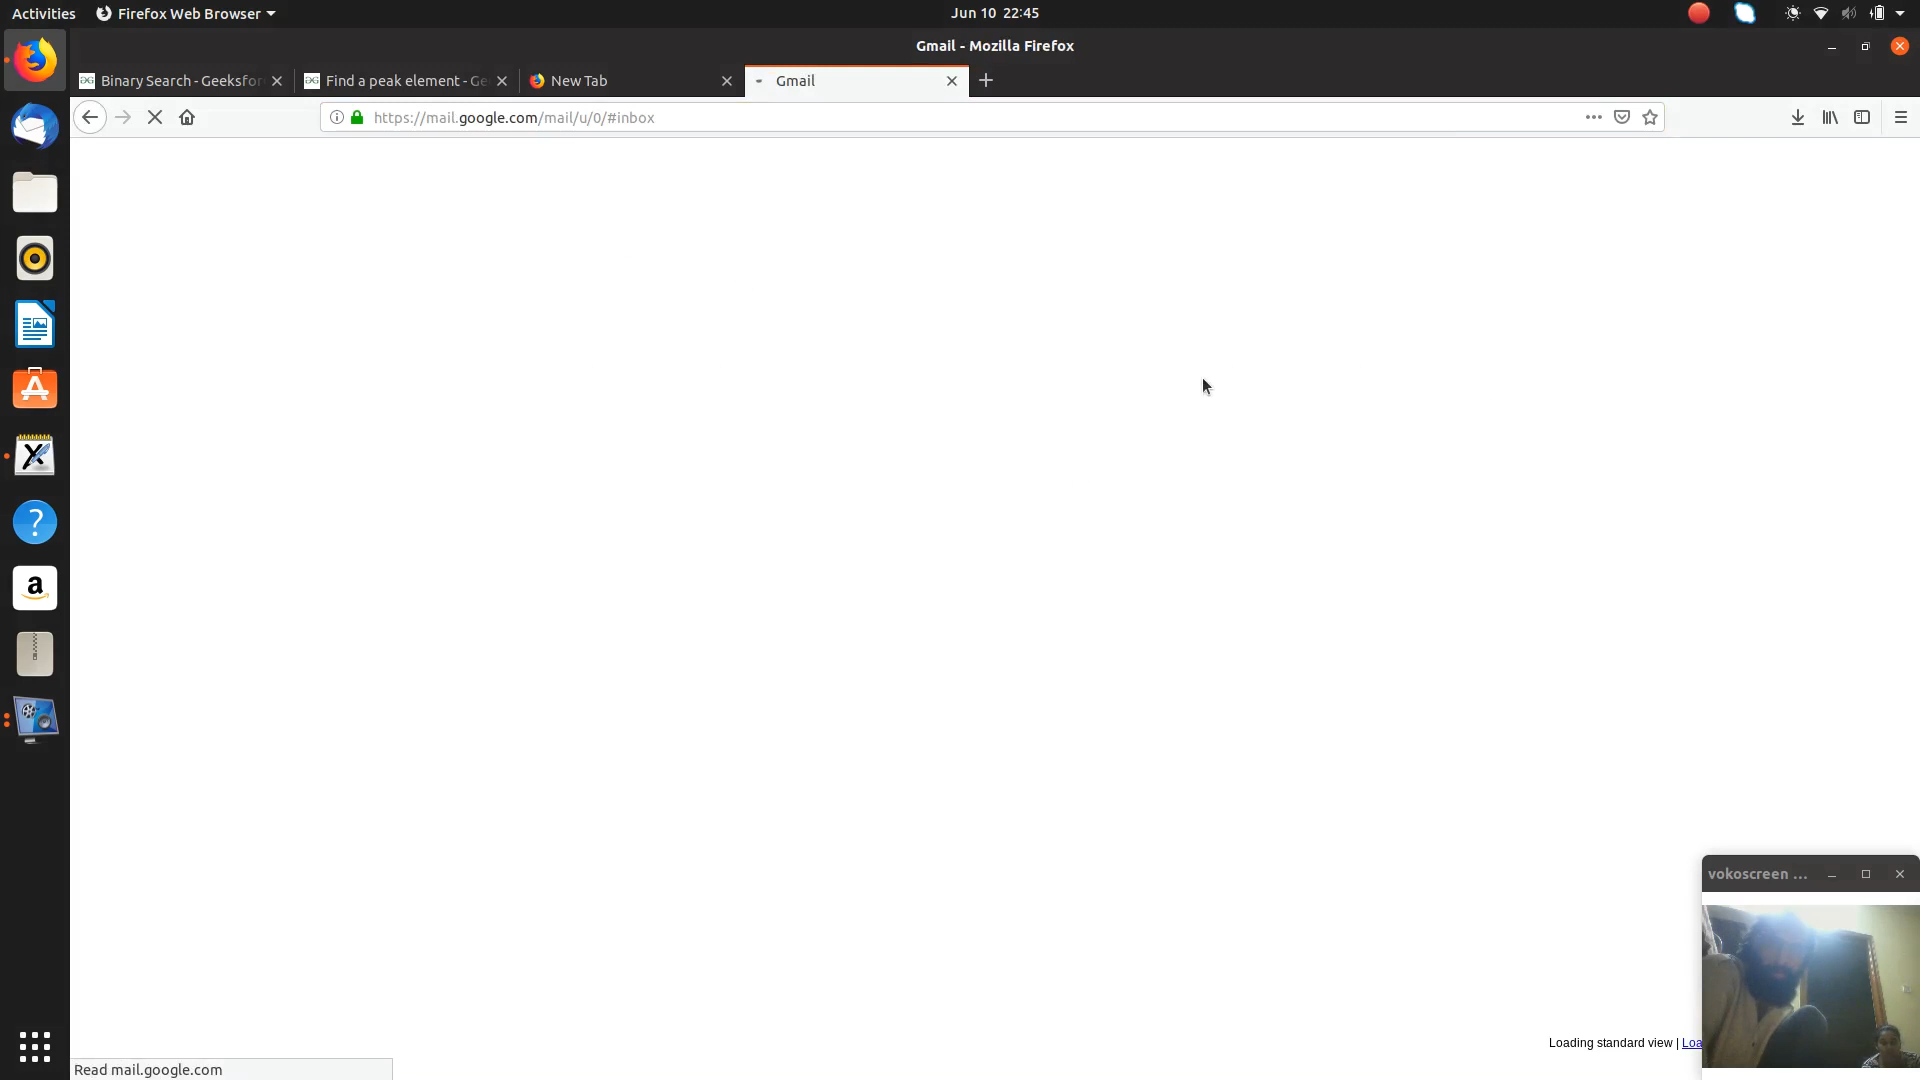 Activities Firefox Web Browser Jun 10 22:45
Gmail - Mozilla Firefox
Binary Search - Geeksfor Find a peak element - Ge New Tab Gmail
https://mail.google.com/mail/u/0/#inbox
vokoscreen ...
Loading standard view | Loa
Read mail.google.com